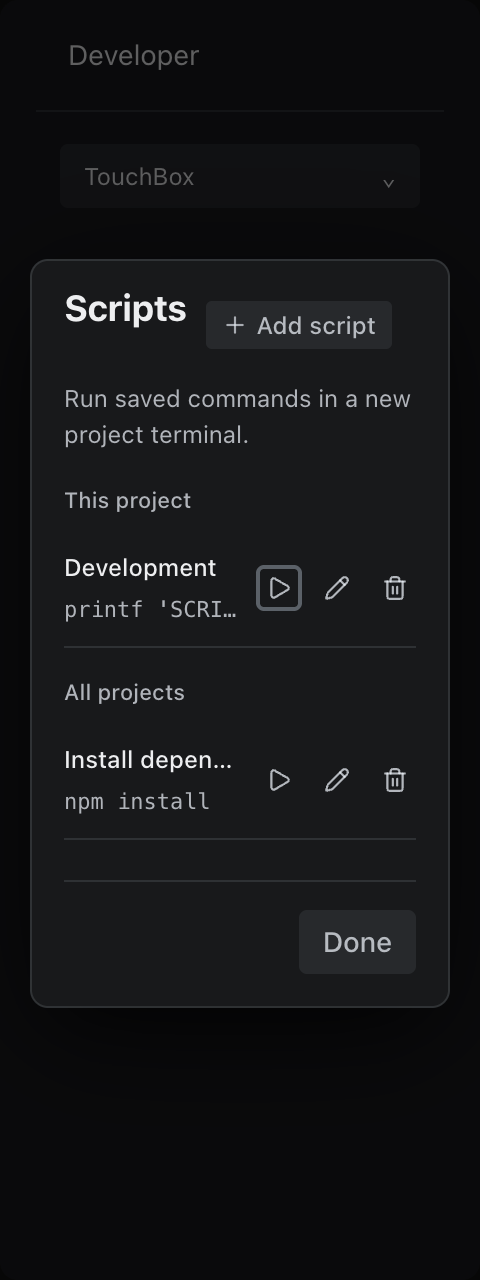 Developer
TouchBox
Scripts
+ Add script
Run saved commands in a new
project terminal.
This project
Development
printf 'SCRI…
All projects
Install depen…
npm install
Done